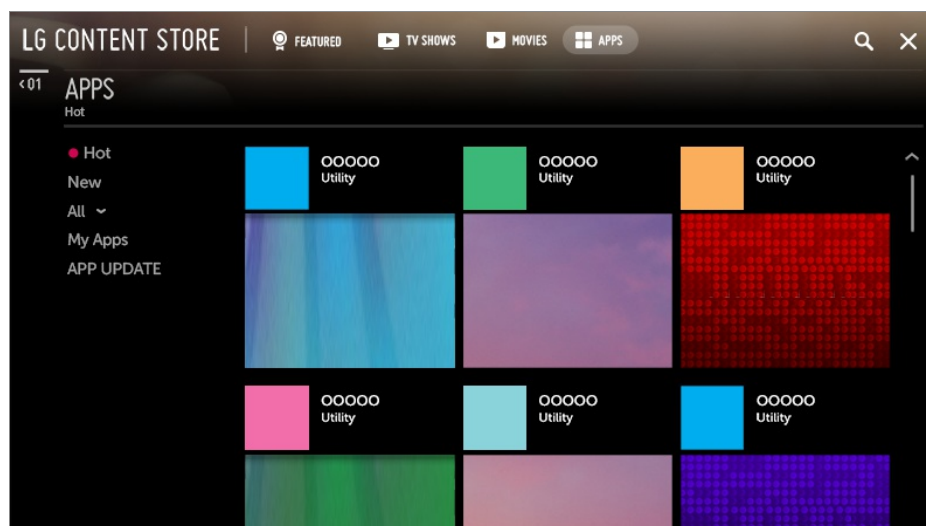 LG CONTENT STORE
FEATURED
TV SHOWS
MOVIES
APPS
<01
APPS
Hot
Hot
New
All
My Apps
APP UPDATE
OOOOO
Utility
OOOOO
Utility
OOOOO
Utility
OOOOO
Utility
OOOOO
Utility
OOOOO
Utility